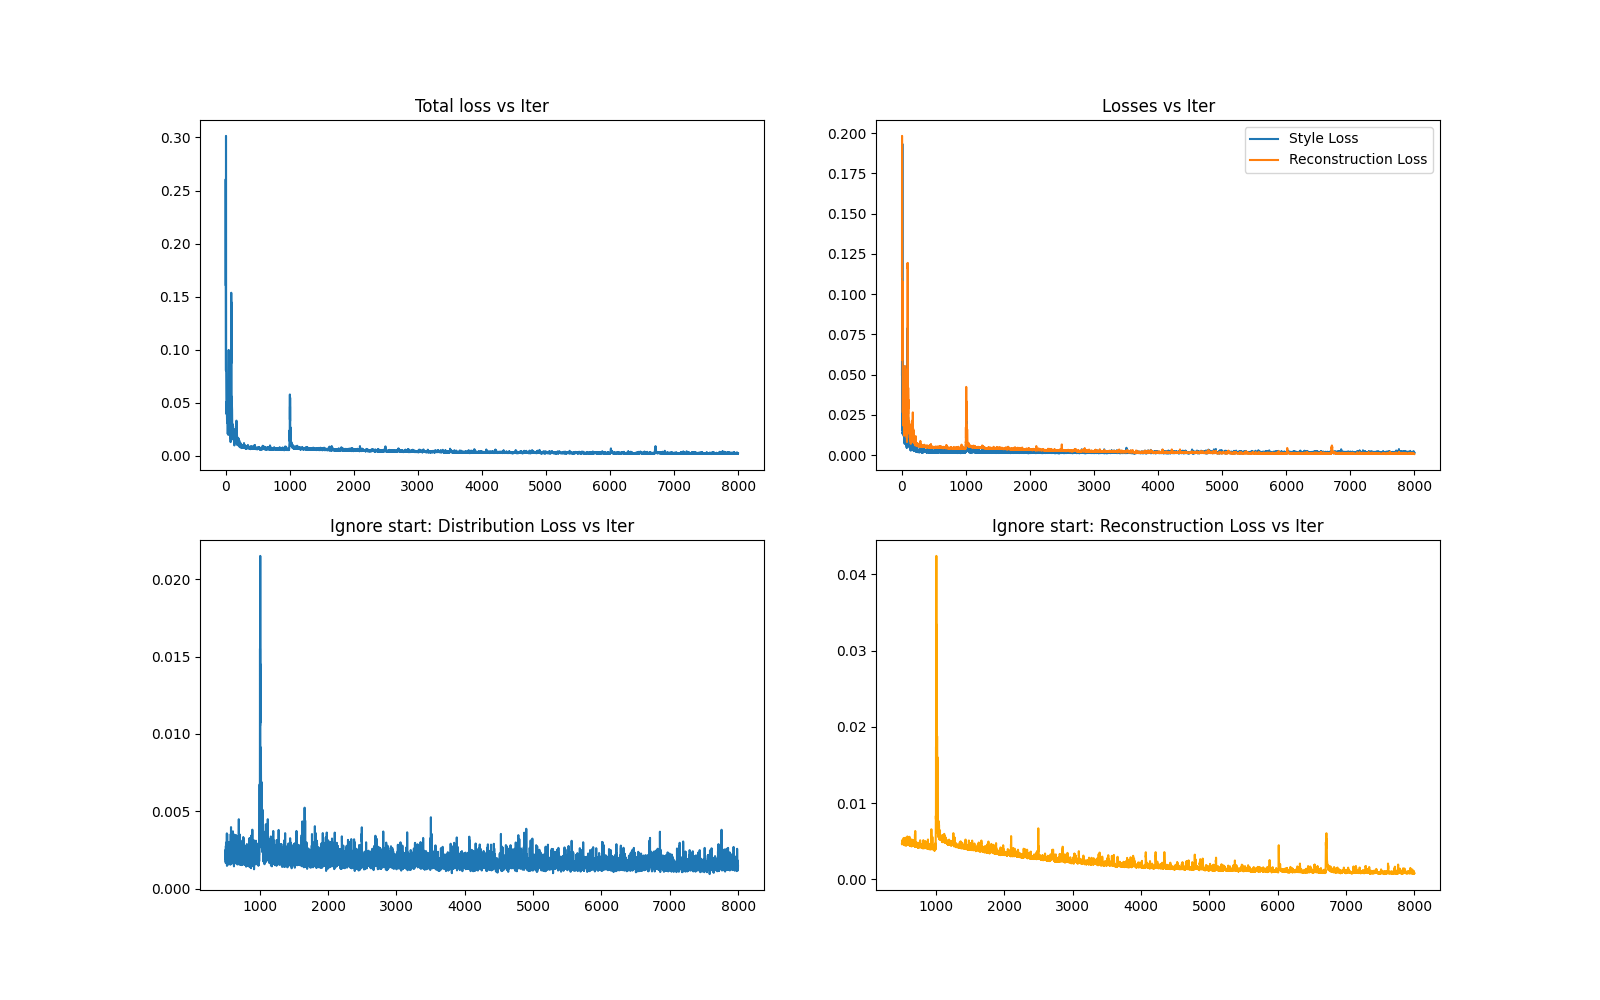 Total loss vs Iter
0.30
0.25
0.20
0.15
0.10
0.05
0.00
0 1000 2000 3000 4000 5000 6000 7000 8000
Losses vs Iter
Style Loss
Reconstruction Loss
0.200
0.175
0.150
0.125
0.100
0.075
0.050
0.025
0.000
0 1000 2000 3000 4000 5000 6000 7000 8000
Ignore start: Distribution Loss vs Iter
0.020
0.015
0.010
0.005
0.000
1000 2000 3000 4000 5000 6000 7000 8000
Ignore start: Reconstruction Loss vs Iter
0.04
0.03
0.02
0.01
0.00
1000 2000 3000 4000 5000 6000 7000 8000